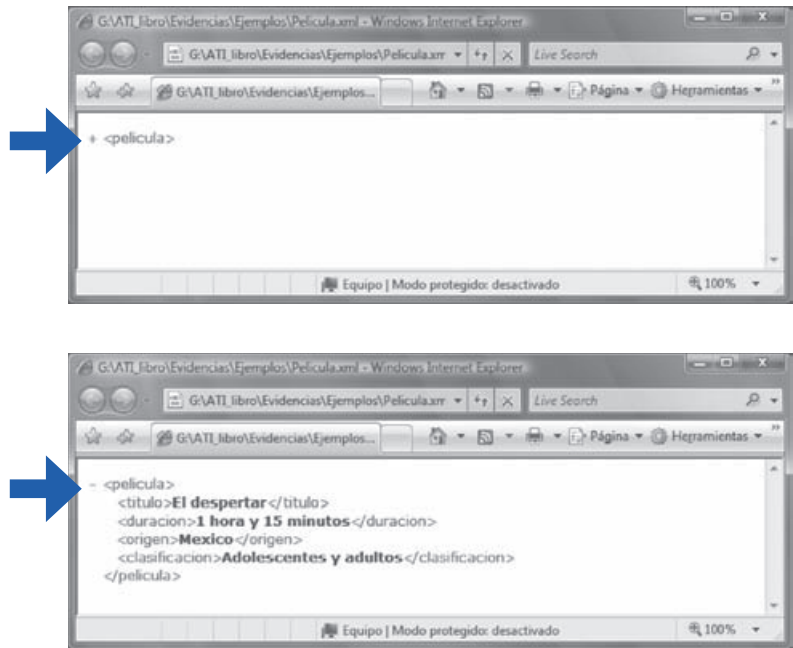 G:\ATI_libro\Evidencias\Ejemplos\Pelicula.xml - Windows Internet Explorer
G:\ATI_libro\Evidencias\Ejemplos\Pelicula.xm Live Search
G:\ATI_libro\Evidencias\Ejemplos... Página Herramientas »
+ <pelicula>
Equipo | Modo protegido: desactivado 100%
G:\ATI_libro\Evidencias\Ejemplos\Pelicula.xml - Windows Internet Explorer
G:\ATI_libro\Evidencias\Ejemplos\Pelicula.xm Live Search
G:\ATI_libro\Evidencias\Ejemplos... Página Herramientas »
- <pelicula>
<titulo>El despertar</titulo>
<duracion>1 hora y 15 minutos</duracion>
<origen>Mexico</origen>
<clasificacion>Adolescentes y adultos</clasificacion>
</pelicula>
Equipo | Modo protegido: desactivado 100%